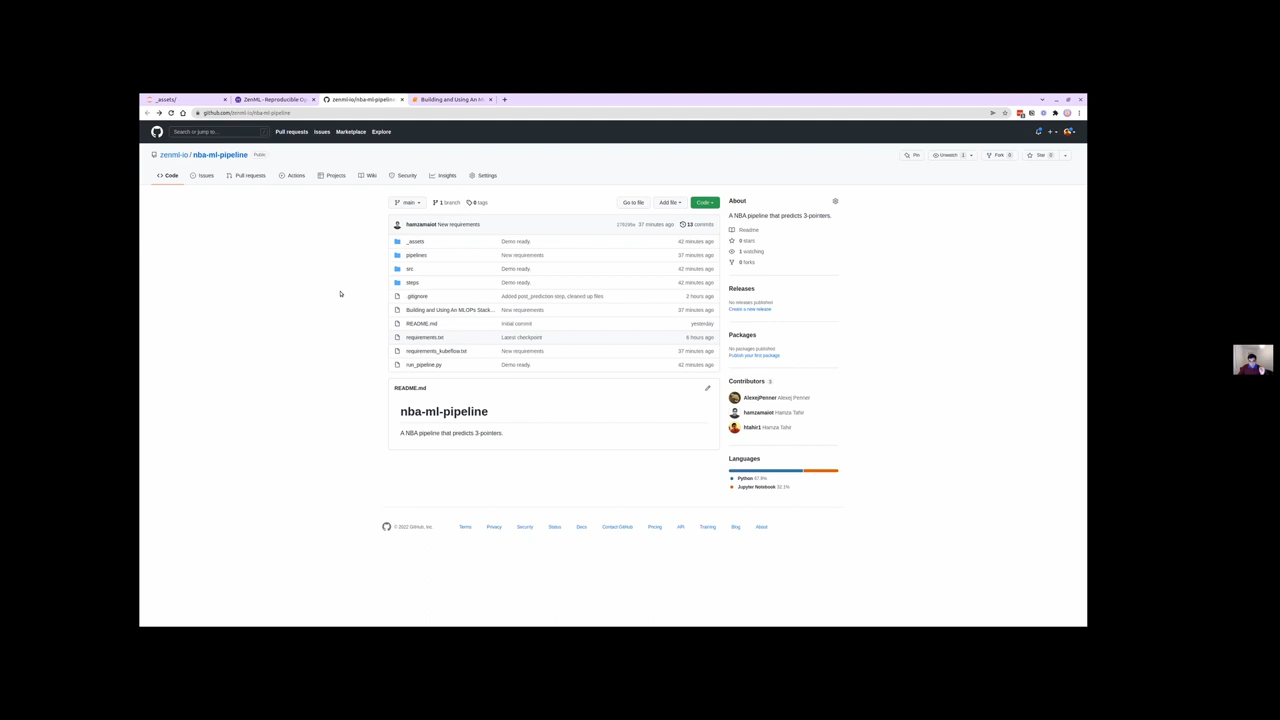 _assets/
ZenML - Reproducible Op
zenml-io/nba-ml-pipeline
Building and Using An M
github.com/zenml-io/nba-ml-pipeline
Search or jump to...
Pull requests
Issues
Marketplace
Explore
zenml-io / nba-ml-pipeline
Public
Pin
Unwatch 1
Fork 0
Star 0
Code
Issues
Pull requests
Actions
Projects
Wiki
Security
Insights
Settings
main
1 branch
0 tags
Go to file
Add file
Code
hamzamaiot New requirements
37 minutes ago
13 commits
_assets Demo ready. 42 minutes ago
pipelines New requirements 37 minutes ago
src Demo ready. 42 minutes ago
steps Demo ready. 42 minutes ago
.gitignore Added post_prediction step, cleaned up files 2 hours ago
Building and Using An MLOPs Stack... New requirements 37 minutes ago
README.md Initial commit yesterday
requirements.txt Latest checkpoint 6 hours ago
requirements_kubeflow.txt New requirements 37 minutes ago
run_pipeline.py Demo ready. 42 minutes ago
README.md
nba-ml-pipeline
A NBA pipeline that predicts 3-pointers.
About
A NBA pipeline that predicts 3-pointers.
Readme
0 stars
1 watching
0 forks
Releases
No releases published
Create a new release
Packages
No packages published
Publish your first package
Contributors 3
AlexejPenner Alexej Penner
hamzamaiot Hamza Tahir
htahir1 Hamza Tahir
Languages
Python 67.9%
Jupyter Notebook 32.1%
© 2022 GitHub, Inc.
Terms
Privacy
Security
Status
Docs
Contact GitHub
Pricing
API
Training
Blog
About